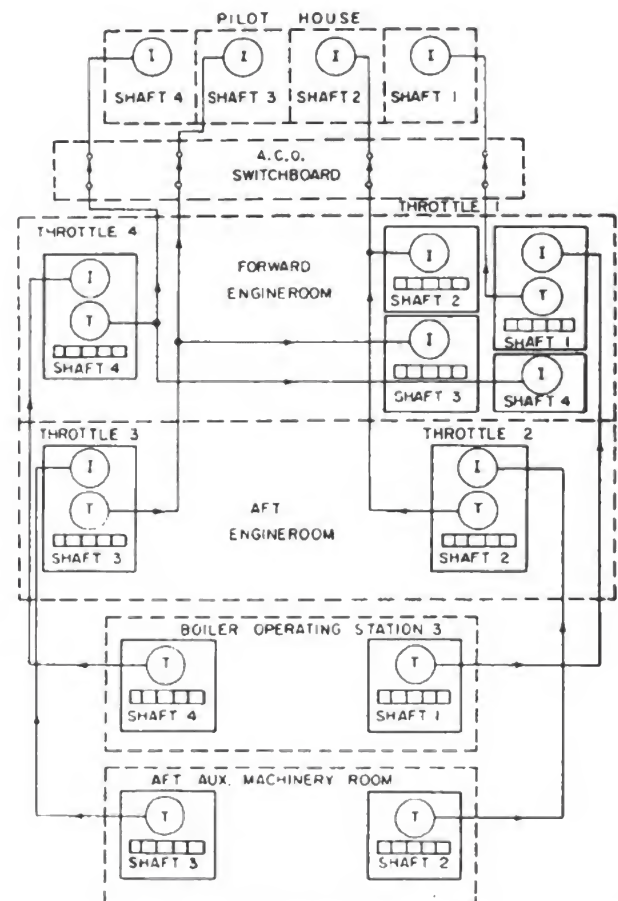 PILOT HOUSE
I I I I
SHAFT 4 SHAFT 3 SHAFT 2 SHAFT 1
A.C.O.
SWITCHBOARD
THROTTLE 1
THROTTLE 4
FORWARD
ENGINEROOM
I
T
SHAFT 4
I
SHAFT 2
I
T
SHAFT 1
I
SHAFT 3
I
SHAFT 4
THROTTLE 3
I
T
SHAFT 3
AFT
ENGINEROOM
THROTTLE 2
I
T
SHAFT 2
BOILER OPERATING STATION 3
T
SHAFT 4
T
SHAFT 1
AFT AUX. MACHINERY ROOM
T
SHAFT 3
T
SHAFT 2